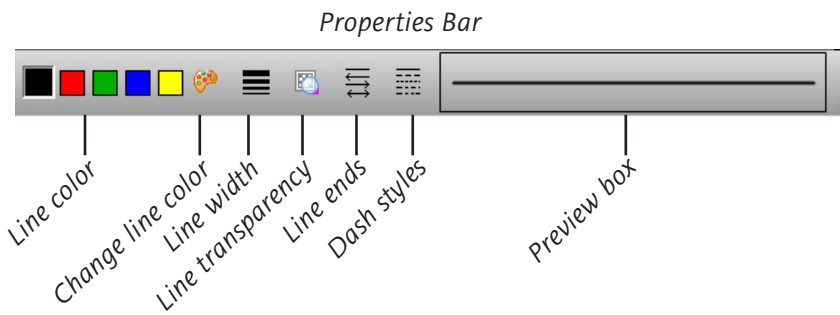 Properties Bar
Line color
Change line color
Line width
Line transparency
Line ends
Dash styles
Preview box